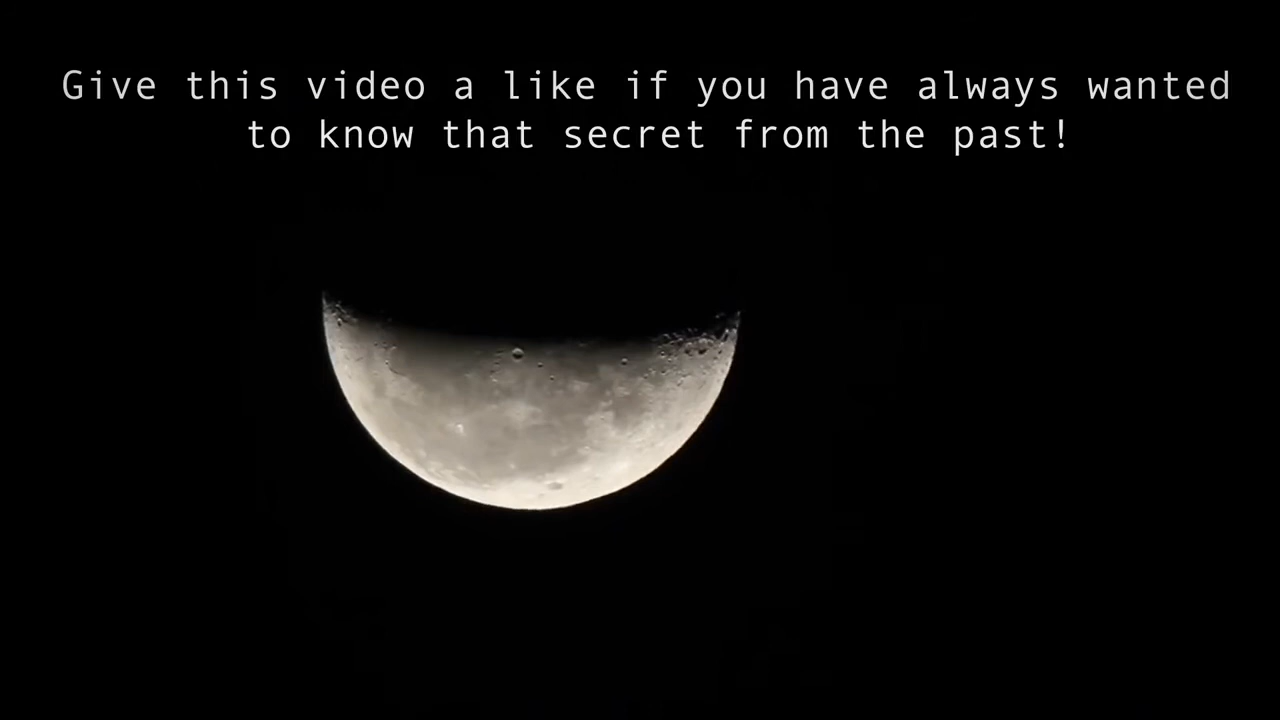 Give this video a like if you have always wanted
to know that secret from the past!